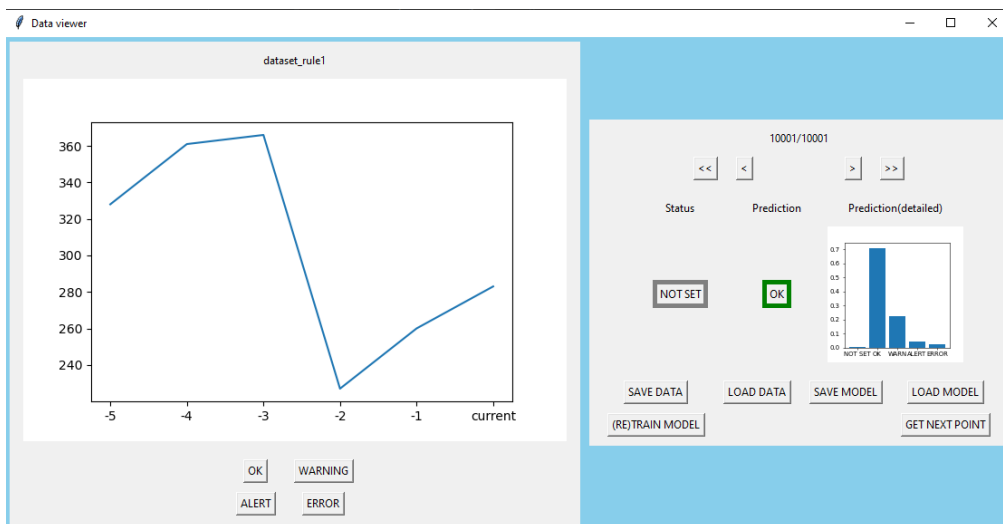 Data viewer
dataset_rule1
360
340
320
300
280
260
240
-5 -4 -3 -2 -1 current
OK WARNING
ALERT ERROR
10001/10001
<< < > >>
Status Prediction Prediction(detailed)
NOT SET OK
0.7
0.6
0.5
0.4
0.3
0.2
0.1
0.0
NOT SET OK WARN ALERT ERROR
SAVE DATA LOAD DATA SAVE MODEL LOAD MODEL
(RE)TRAIN MODEL GET NEXT POINT